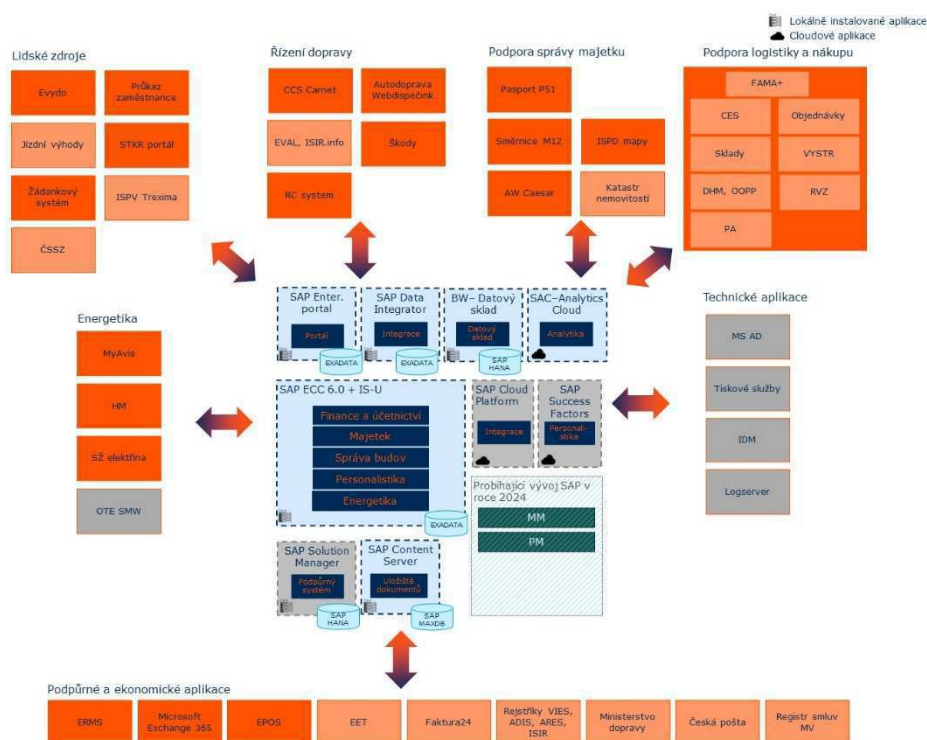 Lokálně instalované aplikace
Cloudové aplikace
Lidské zdroje
Evydo
Průkaz
zaměstnance
Jízdní výhody
STKR portál
Žádankový
systém
ISPV Trexima
ČSSZ
Řízení dopravy
CCS Carnet
Autodoprava
Webdispečink
EVAL, ISIR.info
Škody
RC system
Podpora správy majetku
Pasport PS1
Směrnice M12
ISPD mapy
AW Caesar
Katastr
nemovitostí
Podpora logistiky a nákupu
FAMA+
CES
Objednávky
Sklady
VYSTR
DHM, OOPP
RVZ
PA
SAP Enter.
portal
Portál
EXADATA
SAP Data
Integrator
Integrace
EXADATA
BW– Datový
sklad
Datový
sklad
SAP
HANA
SAC–Analytics
Cloud
Analytika
Energetika
MyAvis
HM
SŽ elektřina
OTE SMW
SAP ECC 6.0 + IS-U
Finance a účetnictví
Majetek
Správa budov
Personalistika
Energetika
EXADATA
SAP Cloud
Platform
Integrace
SAP
Success
Factors
Personali-
stika
Probíhající vývoj SAP v
roce 2024
MM
PM
Technické aplikace
MS AD
Tiskové služby
IDM
Logserver
SAP Solution
Manager
Podpůrný
systém
SAP
HANA
SAP Content
Server
Uložiště
dokumentů
SAP
MAXDB
Podpůrné a ekonomické aplikace
ERMS
Microsoft
Exchange 365
EPOS
EET
Faktura24
Rejstříky VIES,
ADIS, ARES,
ISIR
Ministerstvo
dopravy
Česká pošta
Registr smluv
MV